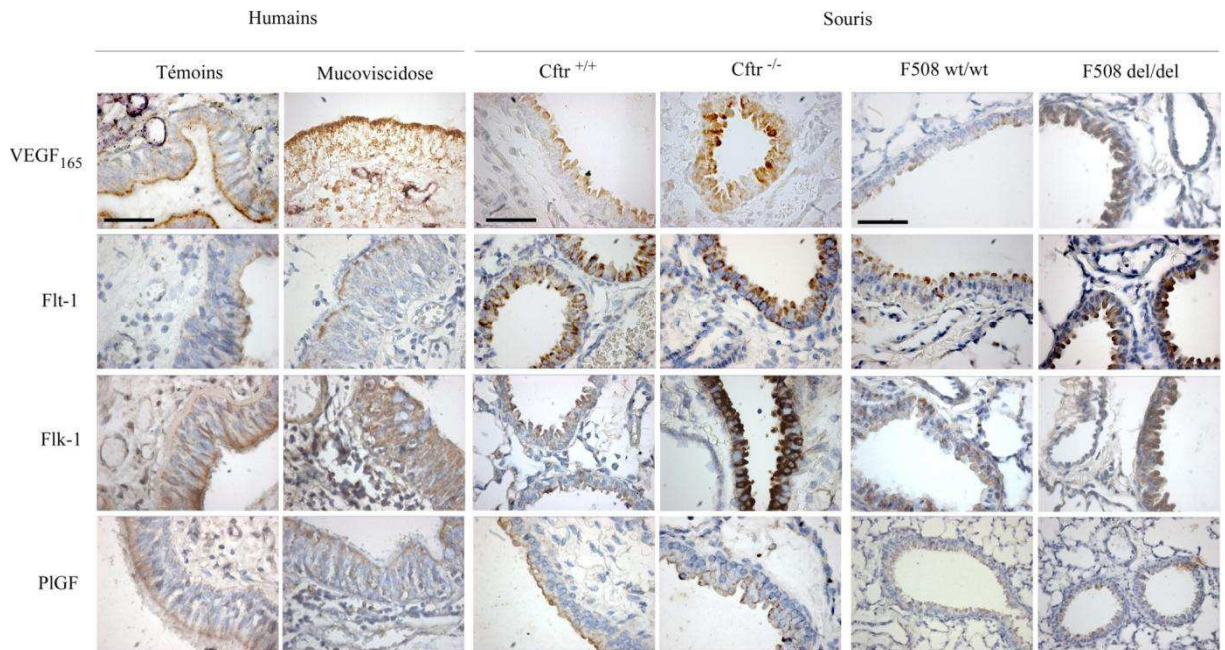 Humains Souris
Témoins Mucoviscidose Cftr +/+ Cftr -/- F508 wt/wt F508 del/del
VEGF165
Flt-1
Flk-1
PlGF